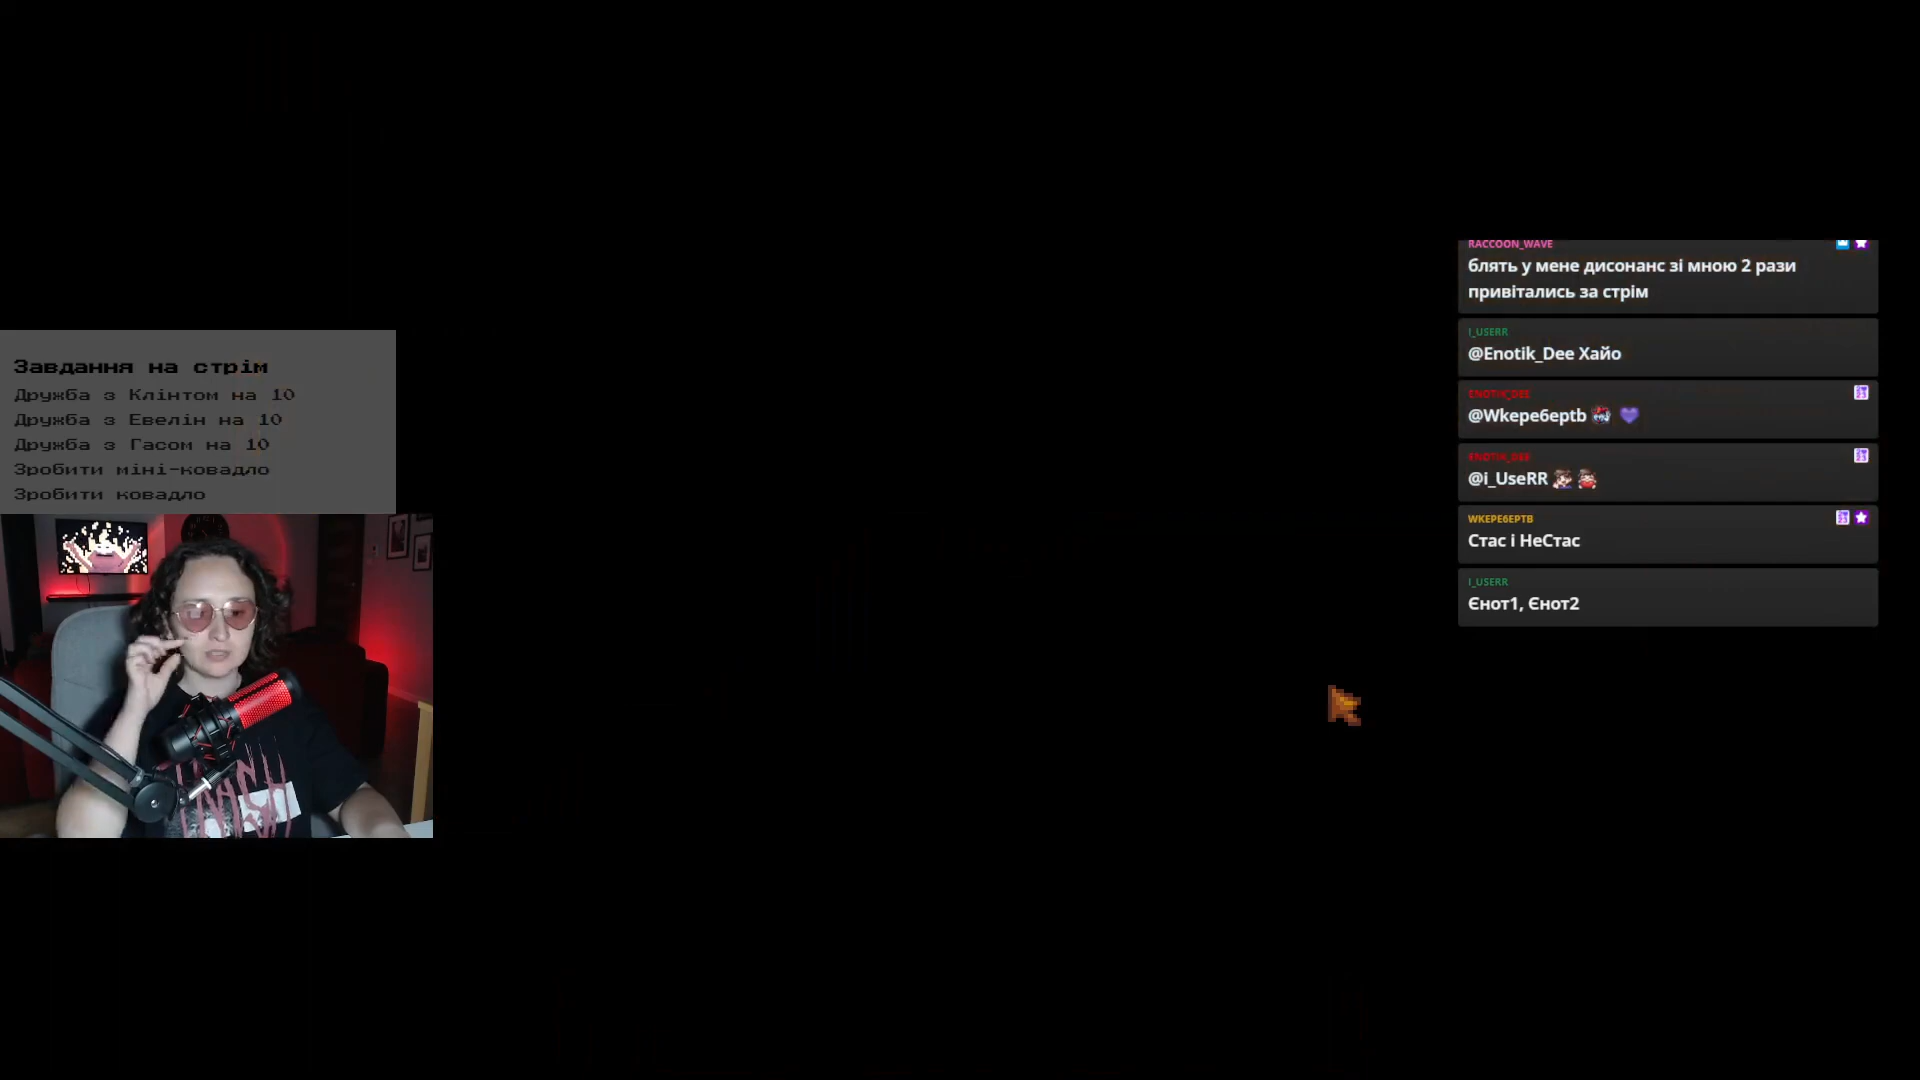 Завдання на стрім
Дружба з Клінтом на 10
Дружба з Евелін на 10
Дружба з Гасом на 10
Зробити міні-ковадло
Зробити ковадло
RACCOON_WAVE
блять у мене дисонанс зі мною 2 рази
привітались за стрім
I_USERR
@Enotik_Dee Хайо
ENOTIK_DEE
@Wkepe6eptb
ENOTIK_DEE
@i_UseRR
WKEPE6EPTB
Стас і НеСтас
I_USERR
Єнот1, Єнот2